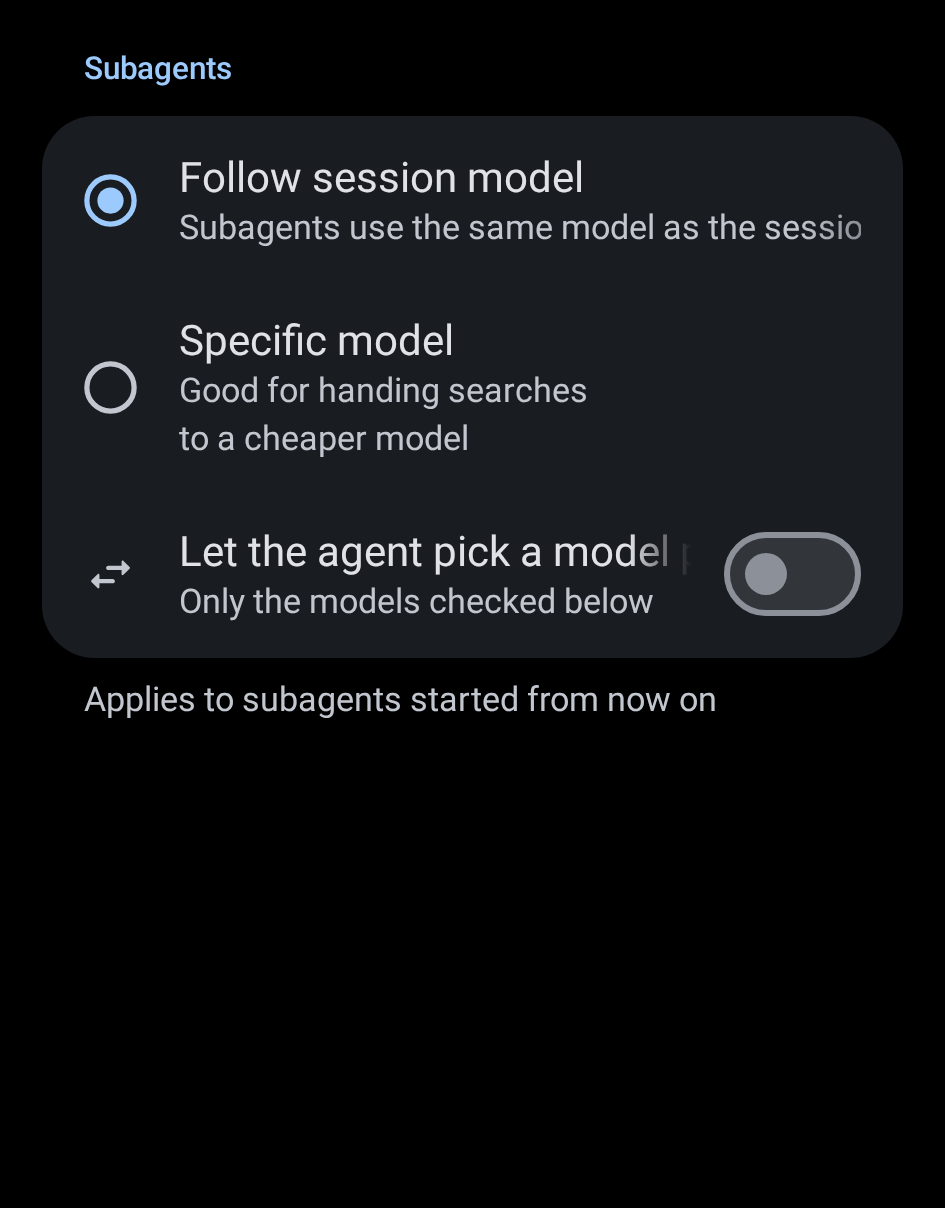 Subagents
Follow session model
Subagents use the same model as the sessio
Specific model
Good for handing searches
to a cheaper model
Let the agent pick a model
Only the models checked below
Applies to subagents started from now on